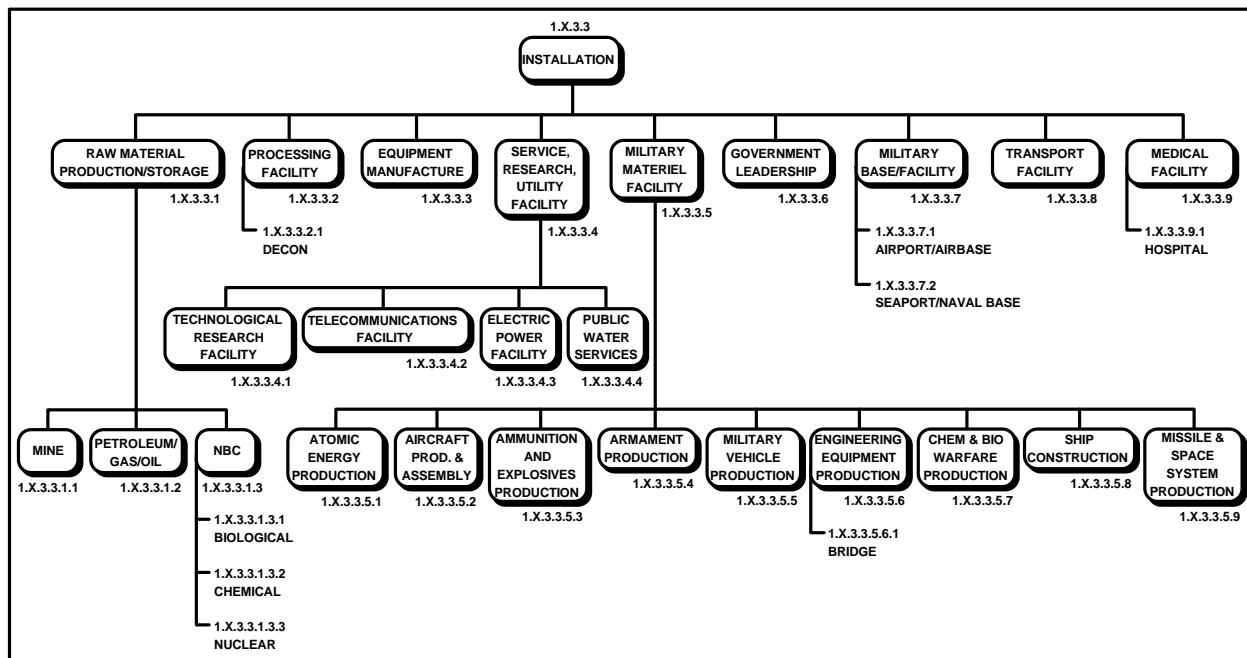 1.X.3.3
INSTALLATION
RAW MATERIAL
PRODUCTION/STORAGE
1.X.3.3.1
PROCESSING
FACILITY
1.X.3.3.2
1.X.3.3.2.1
DECON
EQUIPMENT
MANUFACTURE
1.X.3.3.3
SERVICE,
RESEARCH,
UTILITY
FACILITY
1.X.3.3.4
MILITARY
MATERIEL
FACILITY
1.X.3.3.5
GOVERNMENT
LEADERSHIP
1.X.3.3.6
MILITARY
BASE/FACILITY
1.X.3.3.7
1.X.3.3.7.1
AIRPORT/AIRBASE
1.X.3.3.7.2
SEAPORT/NAVAL BASE
TRANSPORT
FACILITY
1.X.3.3.8
MEDICAL
FACILITY
1.X.3.3.9
1.X.3.3.9.1
HOSPITAL
TECHNOLOGICAL
RESEARCH
FACILITY
1.X.3.3.4.1
TELECOMMUNICATIONS
FACILITY
1.X.3.3.4.2
ELECTRIC
POWER
FACILITY
1.X.3.3.4.3
PUBLIC
WATER
SERVICES
1.X.3.3.4.4
MINE
1.X.3.3.1.1
PETROLEUM/
GAS/OIL
1.X.3.3.1.2
NBC
1.X.3.3.1.3
1.X.3.3.1.3.1
BIOLOGICAL
1.X.3.3.1.3.2
CHEMICAL
1.X.3.3.1.3.3
NUCLEAR
ATOMIC
ENERGY
PRODUCTION
1.X.3.3.5.1
AIRCRAFT
PROD. &
ASSEMBLY
1.X.3.3.5.2
AMMUNITION
AND
EXPLOSIVES
PRODUCTION
1.X.3.3.5.3
ARMAMENT
PRODUCTION
1.X.3.3.5.4
MILITARY
VEHICLE
PRODUCTION
1.X.3.3.5.5
ENGINEERING
EQUIPMENT
PRODUCTION
1.X.3.3.5.6
1.X.3.3.5.6.1
BRIDGE
CHEM & BIO
WARFARE
PRODUCTION
1.X.3.3.5.7
SHIP
CONSTRUCTION
1.X.3.3.5.8
MISSILE &
SPACE
SYSTEM
PRODUCTION
1.X.3.3.5.9